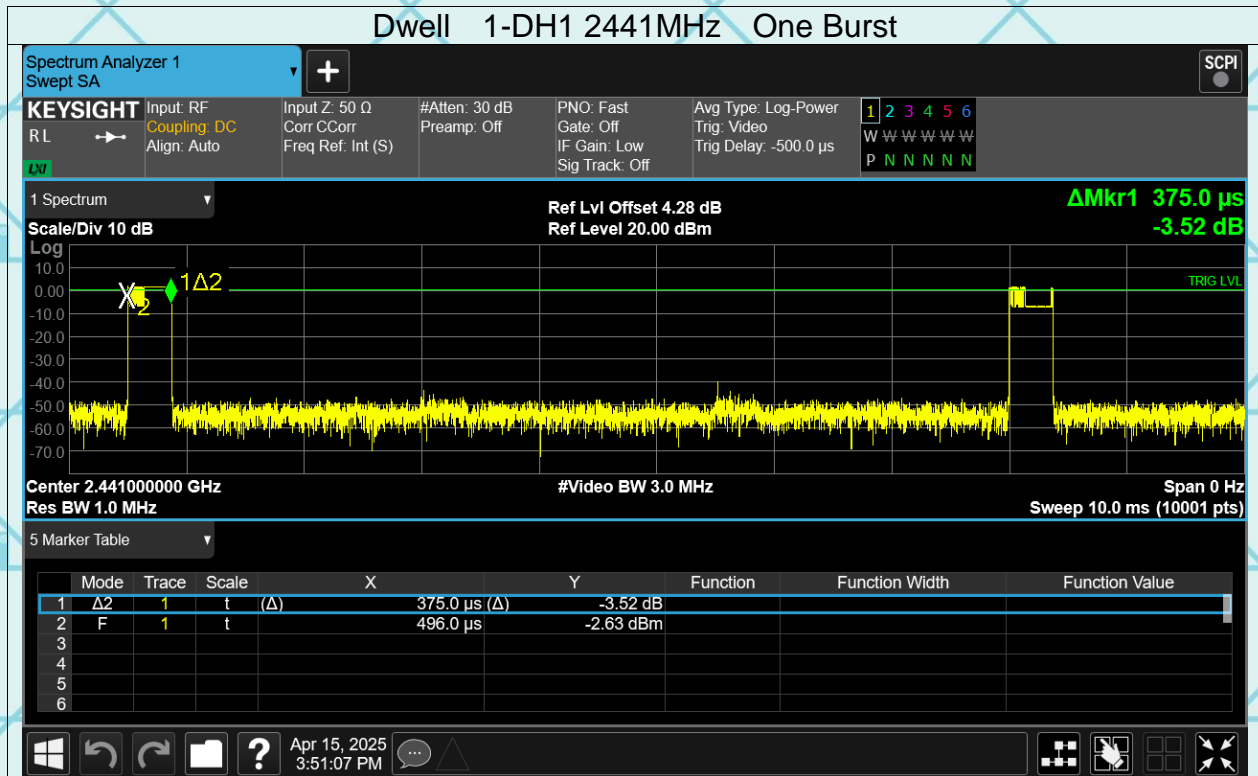 Dwell 1-DH1 2441MHz One Burst
Spectrum Analyzer 1
Swept SA
▼
+
SCPI
KEYSIGHT
RL
LXI
Input: RF
Coupling: DC
Align: Auto
Input Z: 50 Ω
Corr CCorr
Freq Ref: Int (S)
#Atten: 30 dB
Preamp: Off
PNO: Fast
Gate: Off
IF Gain: Low
Sig Track: Off
Avg Type: Log-Power
Trig: Video
Trig Delay: -500.0 µs
1 2 3 4 5 6
W W W W W W
P N N N N N
1 Spectrum ▼
Scale/Div 10 dB
Ref Lvl Offset 4.28 dB
Ref Level 20.00 dBm
ΔMkr1 375.0 µs
-3.52 dB
Log
10.0
0.00
-10.0
-20.0
-30.0
-40.0
-50.0
-60.0
-70.0
1Δ2
2
TRIG LVL
Center 2.441000000 GHz #Video BW 3.0 MHz Span 0 Hz
Res BW 1.0 MHz Sweep 10.0 ms (10001 pts)
5 Marker Table ▼
Mode Trace Scale X Y Function Function Width Function Value
1 Δ2 1 t (Δ) 375.0 µs (Δ) -3.52 dB
2 F 1 t 496.0 µs -2.63 dBm
3
4
5
6
?
Apr 15, 2025
3:51:07 PM
...